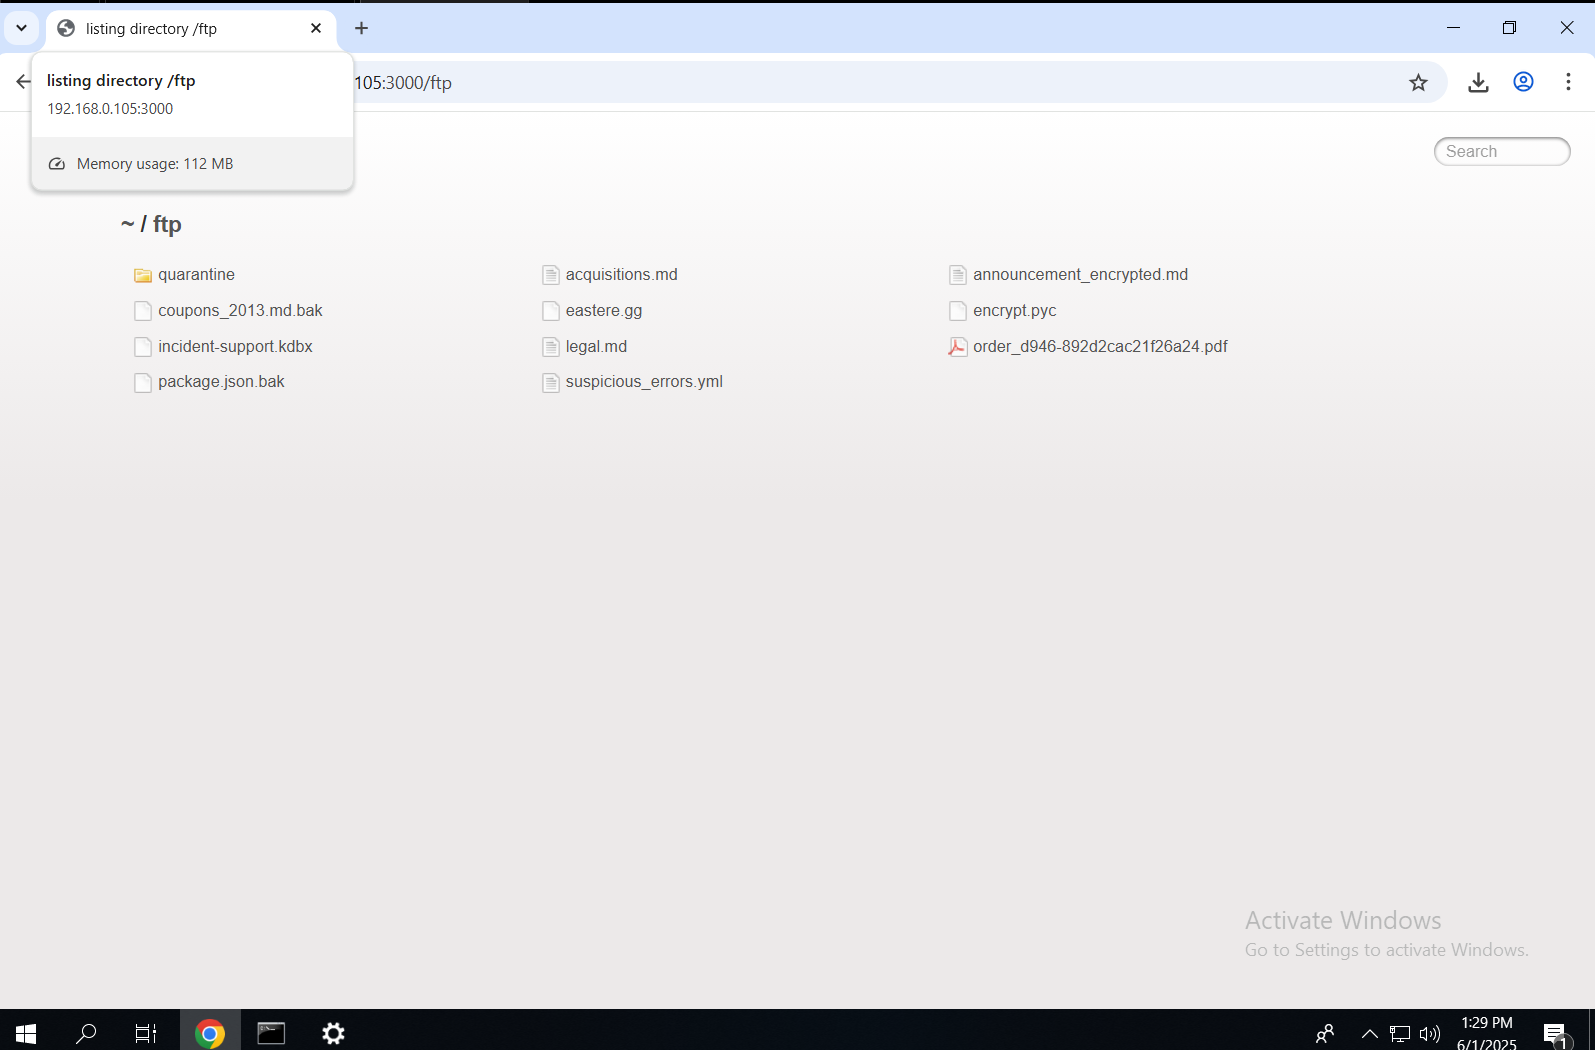 listing directory /ftp
listing directory /ftp
192.168.0.105:3000
Memory usage: 112 MB
105:3000/ftp
Search
~ / ftp
quarantine
acquisitions.md
announcement_encrypted.md
coupons_2013.md.bak
eastere.gg
encrypt.pyc
incident-support.kdbx
legal.md
order_d946-892d2cac21f26a24.pdf
package.json.bak
suspicious_errors.yml
Activate Windows
Go to Settings to activate Windows.
1:29 PM
6/1/2025
1